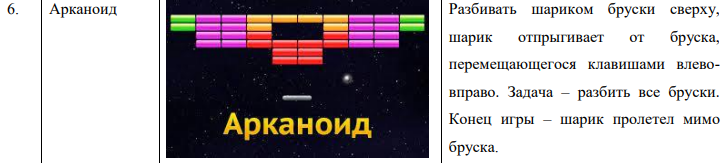 6.
Арканоид
Арканоид
Разбивать шариком бруски сверху,
шарик отпрыгивает от бруска,
перемещающегося клавишами влево-
вправо. Задача – разбить все бруски.
Конец игры – шарик пролетел мимо
бруска.